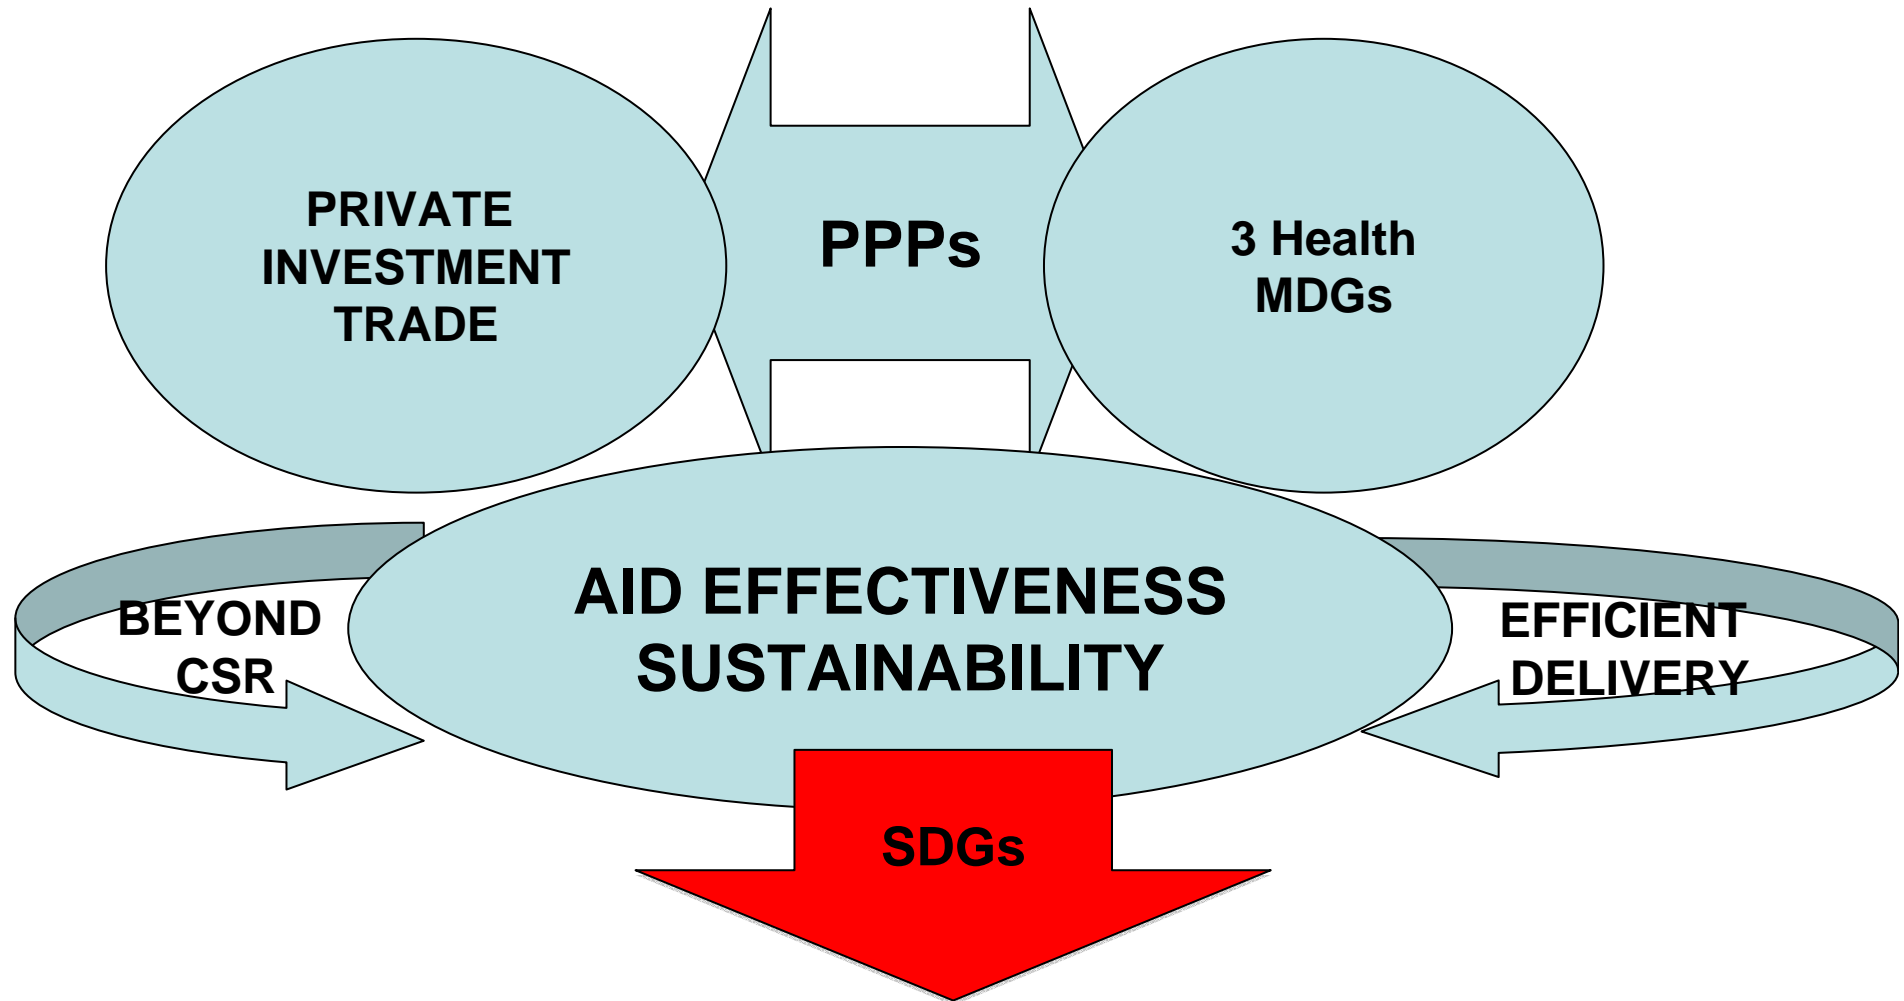 PRIVATE
INVESTMENT
TRADE
PPPs
3 Health
MDGs
AID EFFECTIVENESS
SUSTAINABILITY
BEYOND
CSR
EFFICIENT
DELIVERY
SDGs